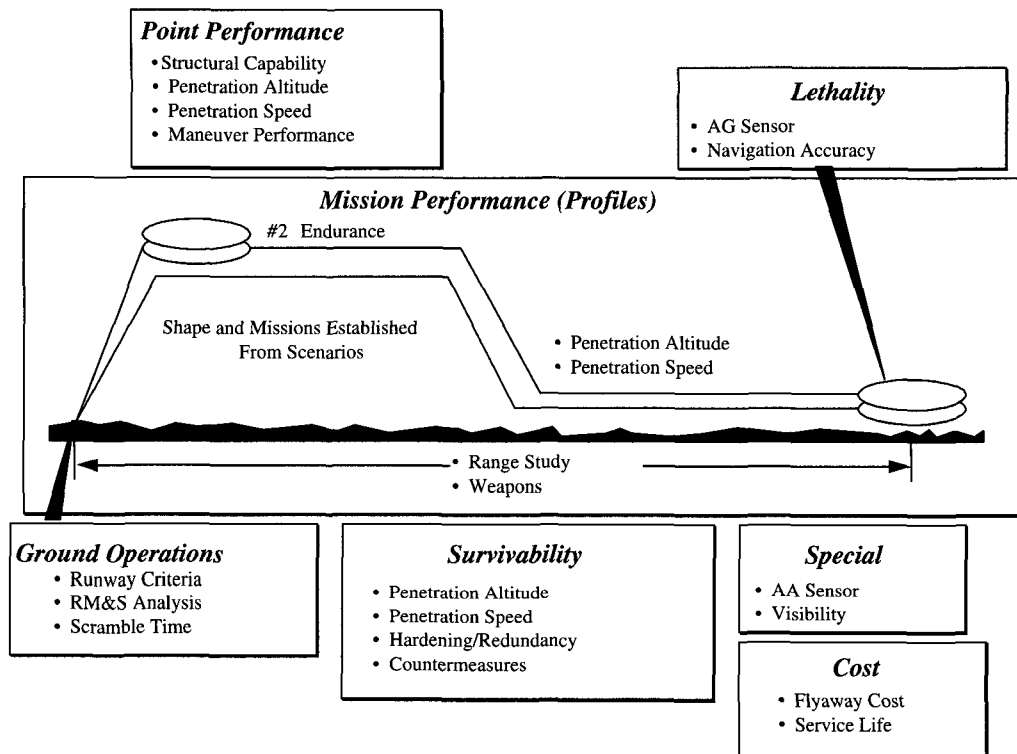 Point Performance
•Structural Capability
• Penetration Altitude
• Penetration Speed
• Maneuver Performance
Lethality
• AG Sensor
• Navigation Accuracy
Mission Performance (Profiles)
#2 Endurance
Shape and Missions Established
From Scenarios
• Penetration Altitude
• Penetration Speed
• Range Study
• Weapons
Ground Operations
• Runway Criteria
• RM&S Analysis
• Scramble Time
Survivability
• Penetration Altitude
• Penetration Speed
• Hardening/Redundancy
• Countermeasures
Special
• AA Sensor
• Visibility
Cost
• Flyaway Cost
• Service Life